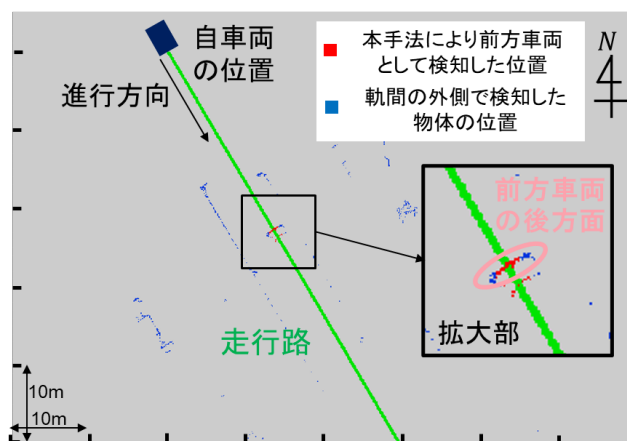 自車両
の位置
進行方向
本手法により前方車両
として検知した位置
軌間の外側で検知した
物体の位置
N
前方車両
の後方面
拡大部
走行路
10m
10m